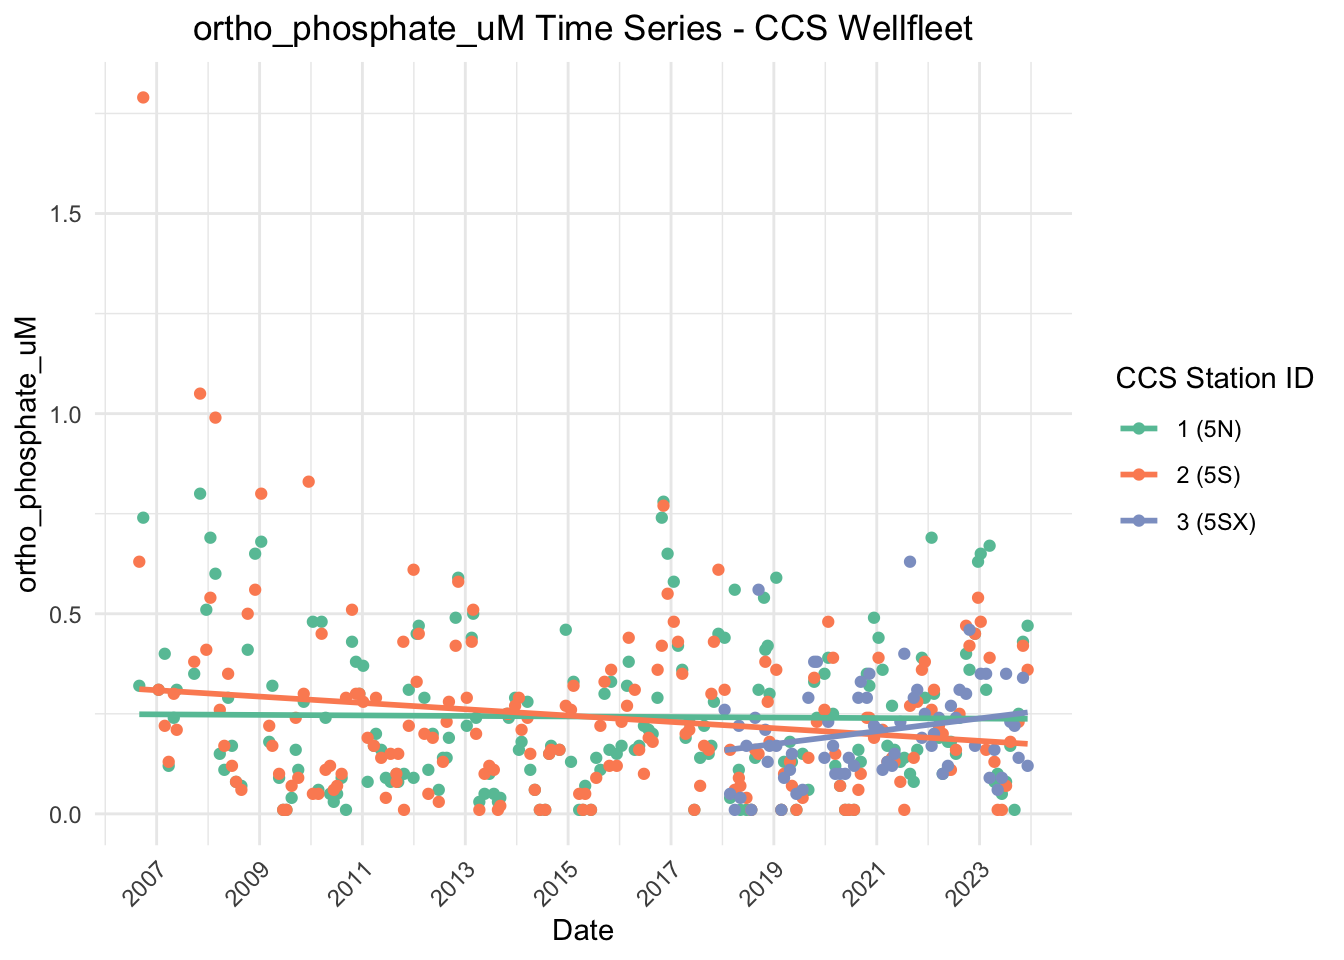 ortho_phosphate_uM Time Series - CCS Wellfleet
ortho_phosphate_uM
1.5
1.0
0.5
0.0
2007 2009 2011 2013 2015 2017 2019 2021 2023
Date
CCS Station ID
1 (5N)
2 (5S)
3 (5SX)